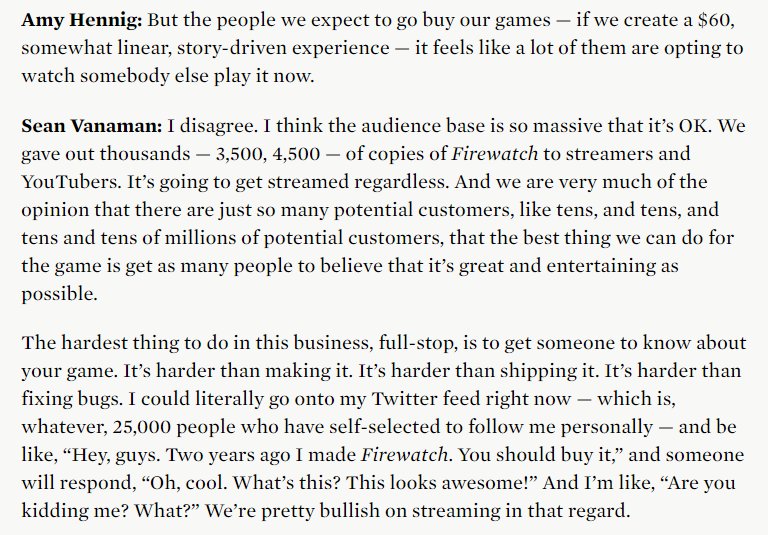 Amy Hennig: But the people we expect to go buy our games — if we create a $60,
somewhat linear, story-driven experience — it feels like a lot of them are opting to
watch somebody else play it now.
Sean Vanaman: I disagree. I think the audience base is so massive that it’s OK. We
gave out thousands — 3,500, 4,500 — of copies of Firewatch to streamers and
YouTubers. It’s going to get streamed regardless. And we are very much of the
opinion that there are just so many potential customers, like tens, and tens, and
tens and tens of millions of potential customers, that the best thing we can do for
the game is get as many people to believe that it’s great and entertaining as
possible.
The hardest thing to do in this business, full-stop, is to get someone to know about
your game. It’s harder than making it. It’s harder than shipping it. It’s harder than
fixing bugs. I could literally go onto my Twitter feed right now — which is,
whatever, 25,000 people who have self-selected to follow me personally — and be
like, “Hey, guys. Two years ago I made Firewatch. You should buy it,” and someone
will respond, “Oh, cool. What’s this? This looks awesome!” And I’m like, “Are you
kidding me? What?” We’re pretty bullish on streaming in that regard.